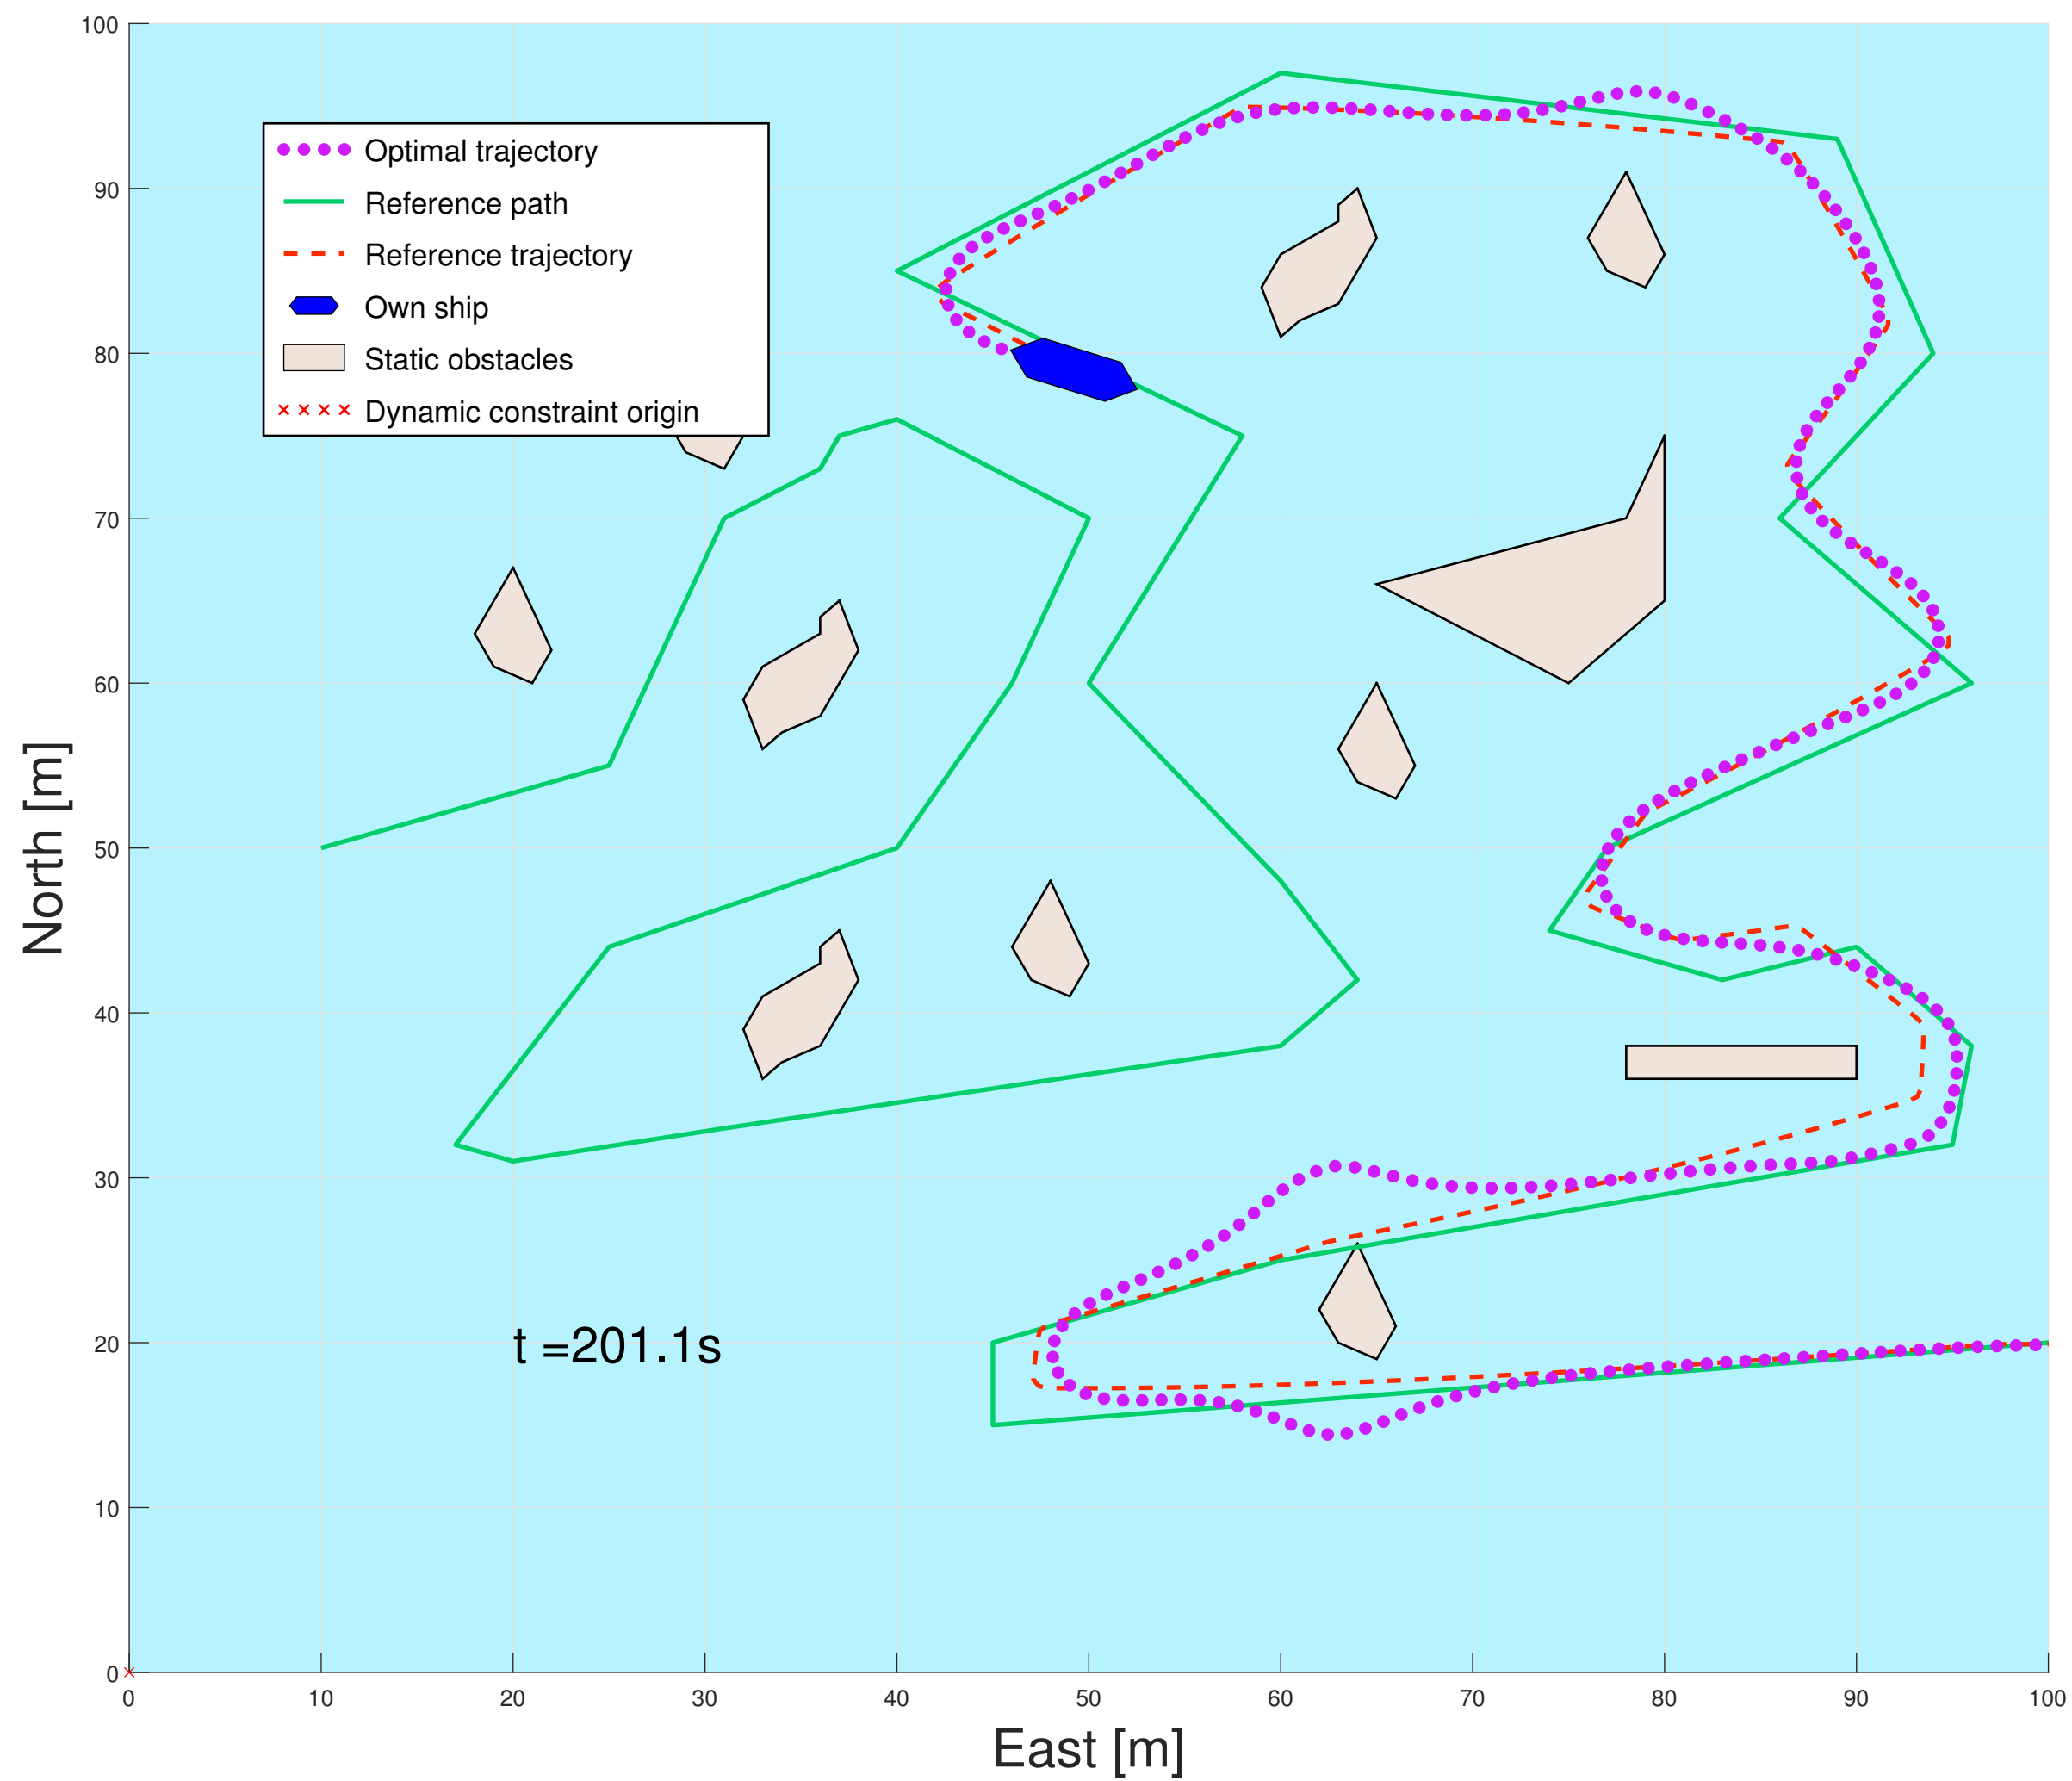 100
90
80
70
60
50
40
30
20
10
0
North [m]
Optimal trajectory
Reference path
Reference trajectory
Own ship
Static obstacles
Dynamic constraint origin
t =201.1s
0 10 20 30 40 50 60 70 80 90 100
East [m]